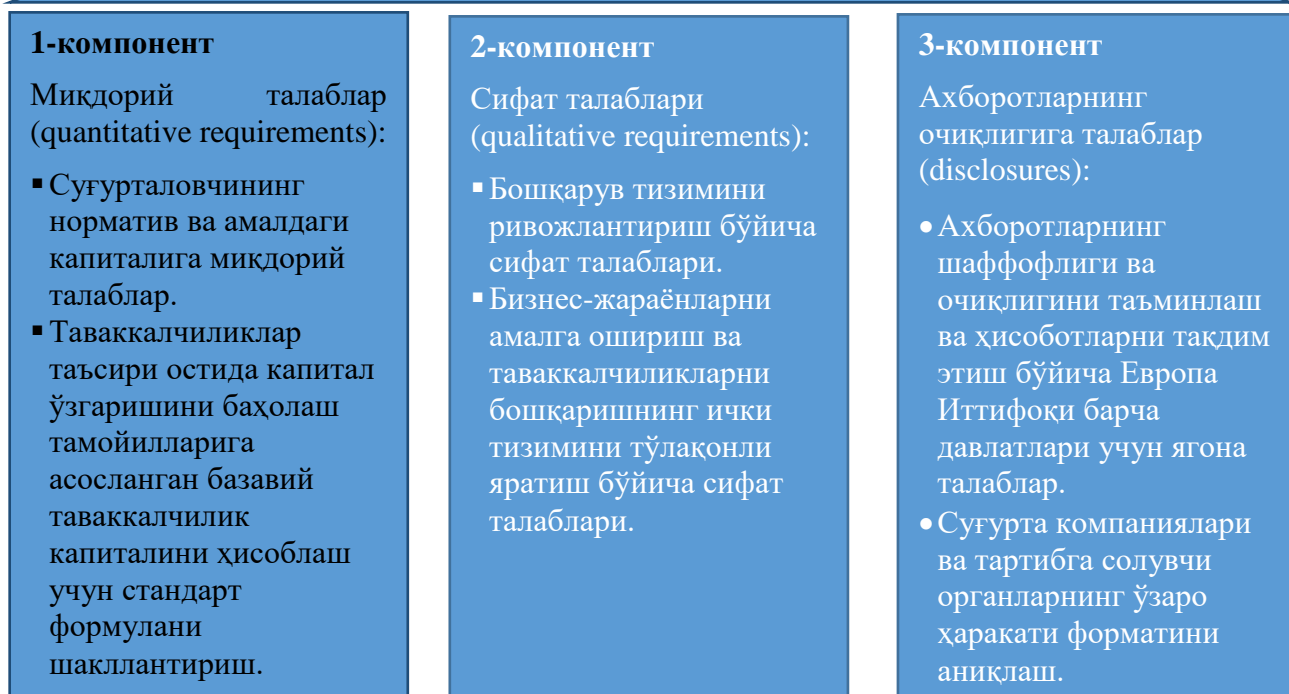 1-компонент
Миқдорий талаблар
(quantitative requirements):
▪ Суғурталовчининг
норматив ва амалдаги
капиталига миқдорий
талаблар.
▪ Таваккалчиликлар
таъсири остида капитал
ўзгаришини баҳолаш
тамойилларига
асосланган базавий
таваккалчилик
капиталини ҳисоблаш
учун стандарт
формулани
шакллантириш.
2-компонент
Сифат талаблари
(qualitative requirements):
▪ Бошқарув тизимини
ривожлантириш бўйича
сифат талаблари.
▪ Бизнес-жараёнларни
амалга ошириш ва
таваккалчиликларни
бошқаришнинг ички
тизимини тўлақонли
яратиш бўйича сифат
талаблари.
3-компонент
Ахборотларнинг
очиқлигига талаблар
(disclosures):
• Ахборотларнинг
шаффофлиги ва
очиқлигини таъминлаш
ва ҳисоботларни тақдим
этиш бўйича Европа
Иттифоқи барча
давлатлари учун ягона
талаблар.
• Суғурта компаниялари
ва тартибга солувчи
органларнинг ўзаро
ҳаракати форматини
аниқлаш.